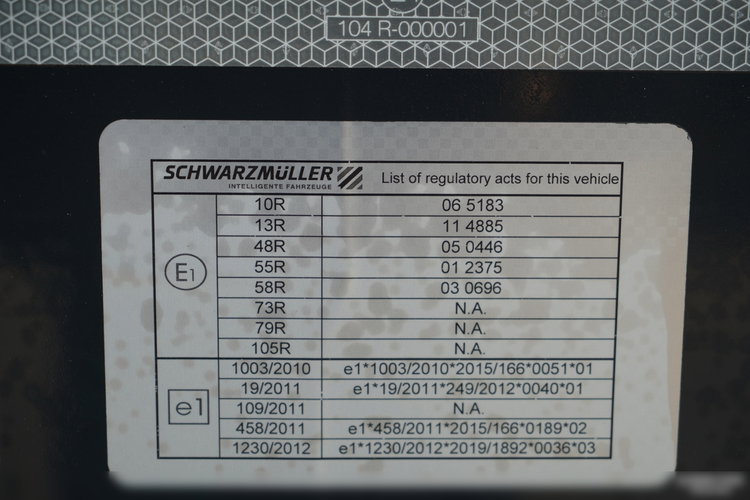 104 R-000001
SCHWARZMÜLLER
INTELLIGENTE FAHRZEUGE
List of regulatory acts for this vehicle
E1
10R 06 5183
13R 11 4885
48R 05 0446
55R 01 2375
58R 03 0696
73R N.A.
79R N.A.
105R N.A.
e1
1003/2010 e1*1003/2010*2015/166*0051*01
19/2011 e1*19/2011*249/2012*0040*01
109/2011 N.A.
458/2011 e1*458/2011*2015/166*0189*02
1230/2012 e1*1230/2012*2019/1892*0036*03